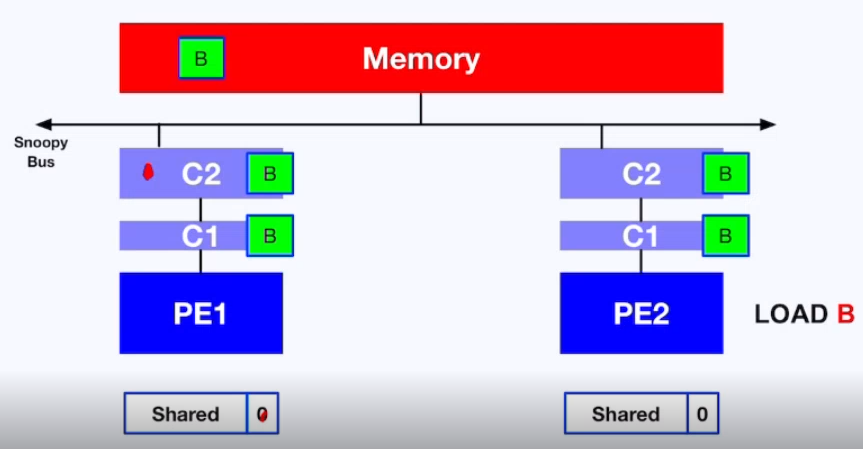 B
Memory
Snoopy
Bus
C2 B
C2 B
C1 B
C1 B
PE1
PE2
LOAD B
Shared 0
Shared 0